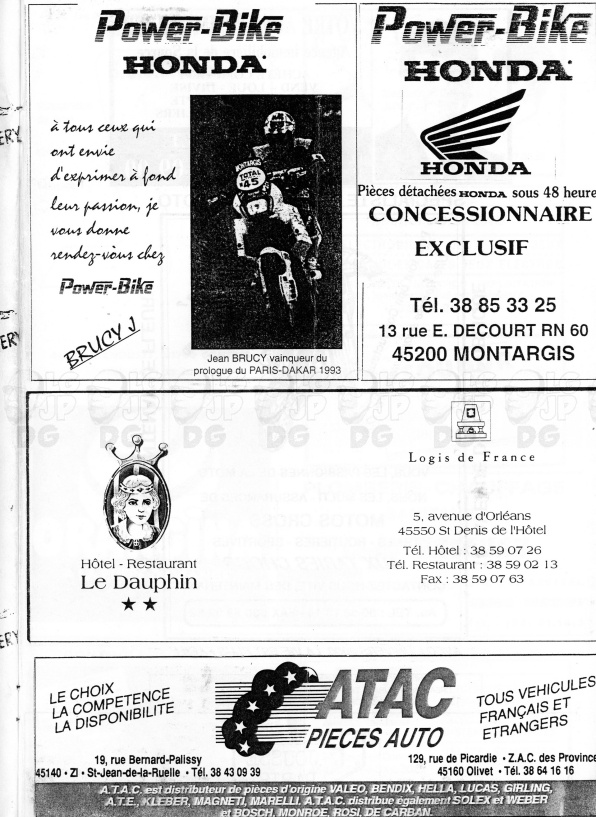 Power-Bike
HONDA
à tous ceux qui
ont envie
d'exprimer à fond
leur passion, je
vous donne
rendez-vous chez
Power-Bike
BRUCY J
MONTARGIS
TOTAL
45
Jean BRUCY vainqueur du
prologue du PARIS-DAKAR 1993
Power-Bike
HONDA
HONDA
Pièces détachées HONDA sous 48 heure
CONCESSIONNAIRE
EXCLUSIF
Tél. 38 85 33 25
13 rue E. DECOURT RN 60
45200 MONTARGIS
Hôtel - Restaurant
Le Dauphin
★ ★
Logis de France
5, avenue d'Orléans
45550 St Denis de l'Hôtel
Tél. Hôtel : 38 59 07 26
Tél. Restaurant : 38 59 02 13
Fax : 38 59 07 63
JP
DG
LE CHOIX
LA COMPETENCE
LA DISPONIBILITE
ATAC
PIECES AUTO
TOUS VEHICULES
FRANÇAIS ET
ETRANGERS
19, rue Bernard-Palissy
45140 • ZI • St-Jean-de-la-Ruelle • Tél. 38 43 09 39
129, rue de Picardie • Z.A.C. des Province
45160 Olivet • Tél. 38 64 16 16
A.T.A.C. est distributeur de pièces d'origine VALEO, BENDIX, HELLA, LUCAS, GIRLING,
A.T.E., KLEBER, MAGNETI, MARELLI. A.T.A.C. distribue également SOLEX et WEBER
et BOSCH, MONROE, ROSI, DE CARBAN.